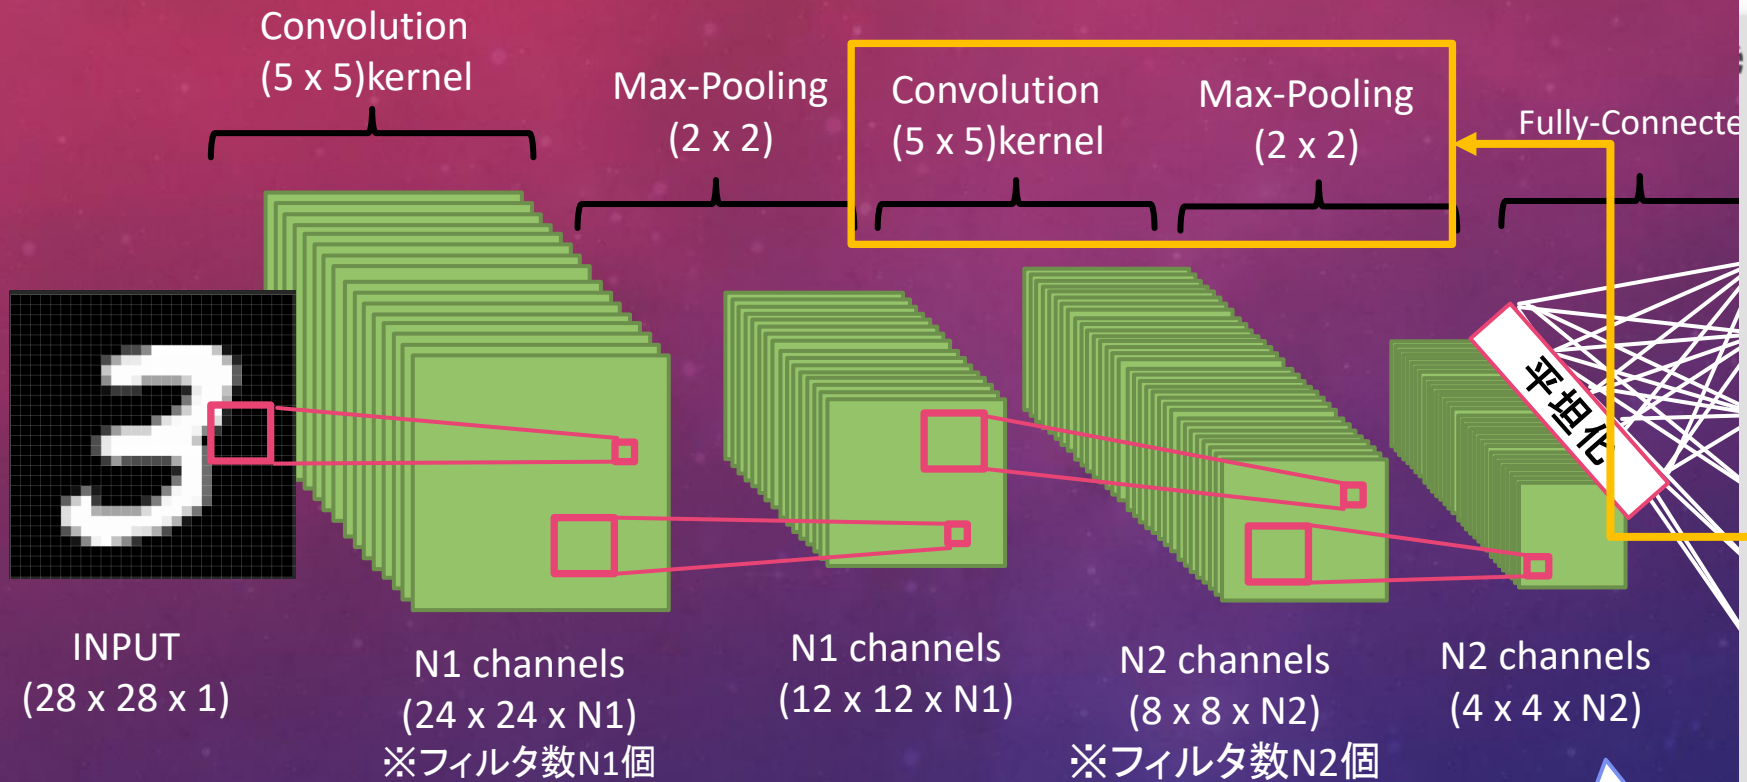 Convolution
(5 x 5)kernel
Max-Pooling
(2 x 2)
Convolution
(5 x 5)kernel
Max-Pooling
(2 x 2)
Fully-Connecte
平坦化
INPUT
(28 x 28 x 1)
N1 channels
(24 x 24 x N1)
※フィルタ数N1個
N1 channels
(12 x 12 x N1)
N2 channels
(8 x 8 x N2)
※フィルタ数N2個
N2 channels
(4 x 4 x N2)